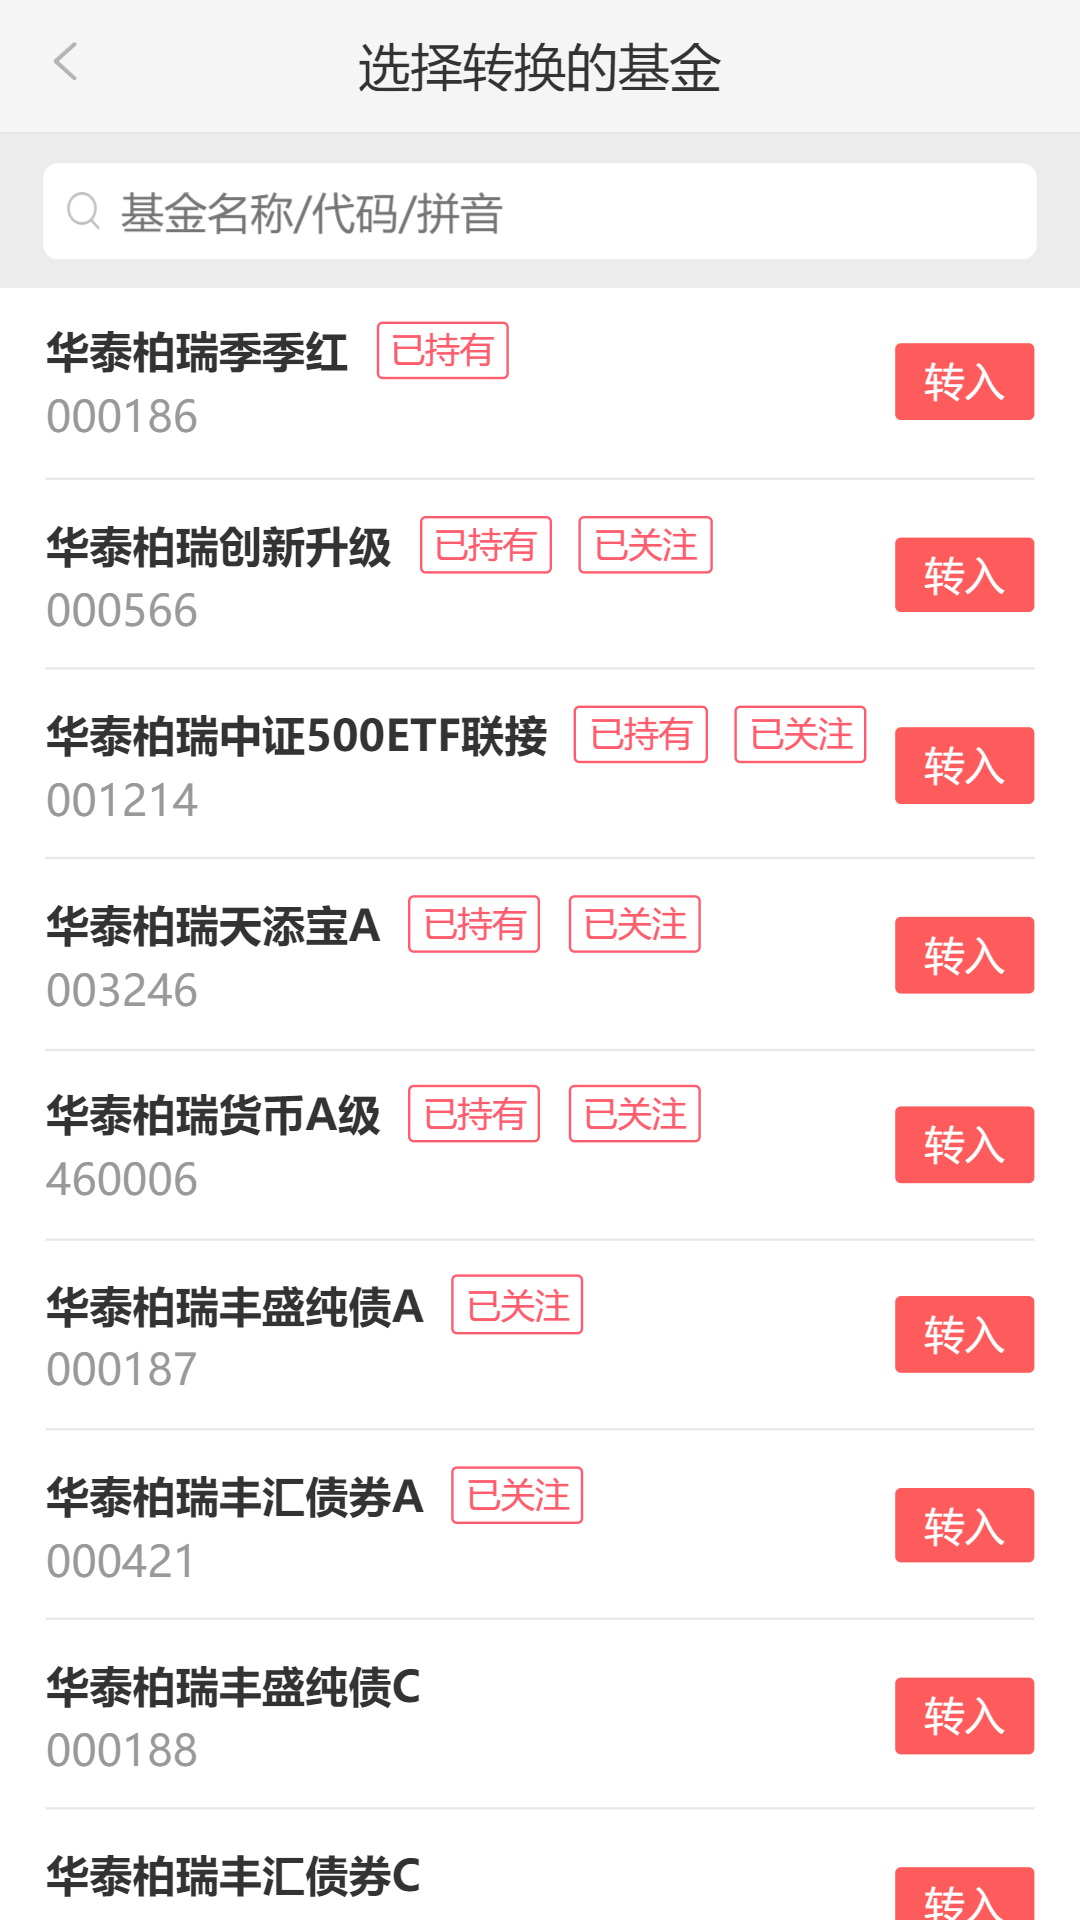 选择转换的基金
基金名称/代码/拼音
华泰柏瑞季季红 已持有
000186
转入
华泰柏瑞创新升级 已持有 已关注
000566
转入
华泰柏瑞中证500ETF联接 已持有 已关注
001214
转入
华泰柏瑞天添宝A 已持有 已关注
003246
转入
华泰柏瑞货币A级 已持有 已关注
460006
转入
华泰柏瑞丰盛纯债A 已关注
000187
转入
华泰柏瑞丰汇债券A 已关注
000421
转入
华泰柏瑞丰盛纯债C
000188
转入
华泰柏瑞丰汇债券C
转入